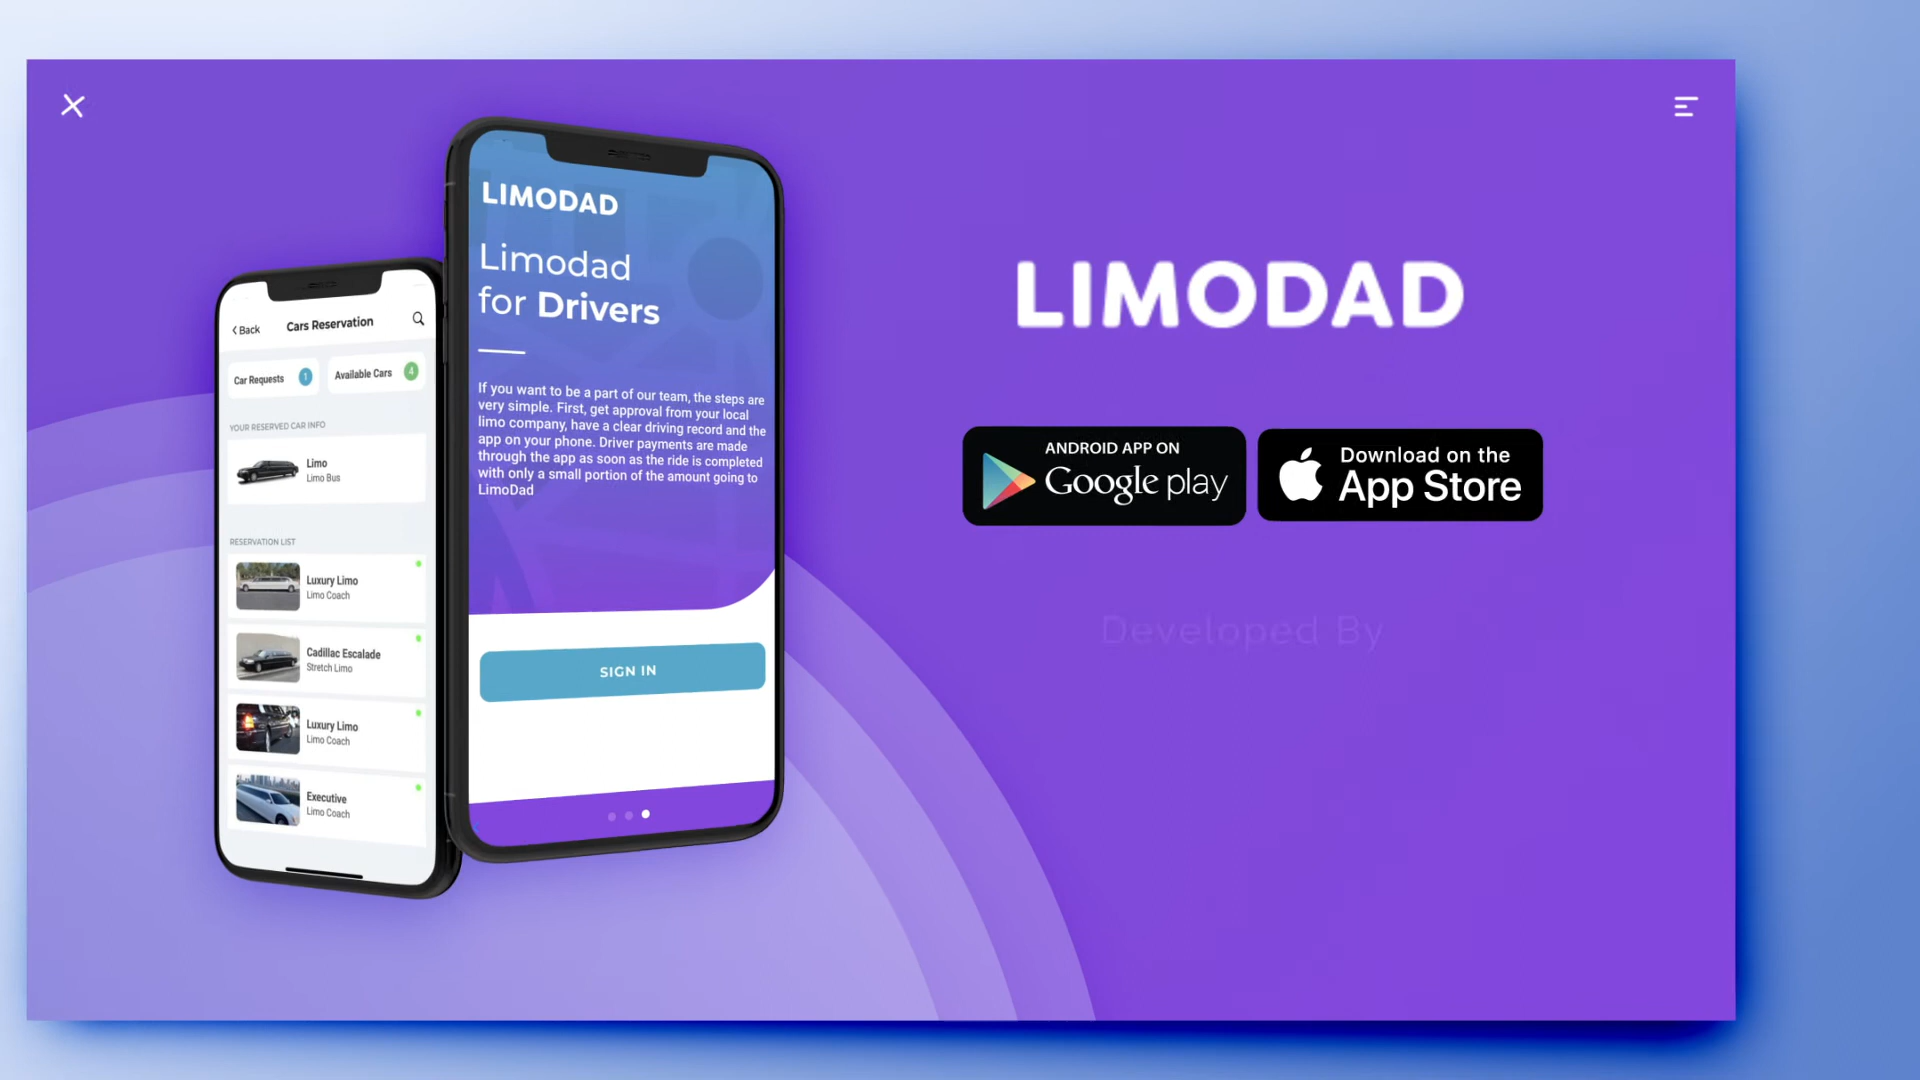 < Back
Cars Reservation
Car Requests
1
Available Cars
4
YOUR RESERVED CAR INFO
Limo
Limo Bus
RESERVATION LIST
Luxury Limo
Limo Coach
Cadillac Escalade
Stretch Limo
Luxury Limo
Limo Coach
Executive
Limo Coach
LIMODAD
Limodad
for Drivers
If you want to be a part of our team, the steps are
very simple. First, get approval from your local
limo company, have a clear driving record and the
app on your phone. Driver payments are made
through the app as soon as the ride is completed
with only a small portion of the amount going to
LimoDad
SIGN IN
LIMODAD
ANDROID APP ON
Google play
Download on the
App Store
Developed By